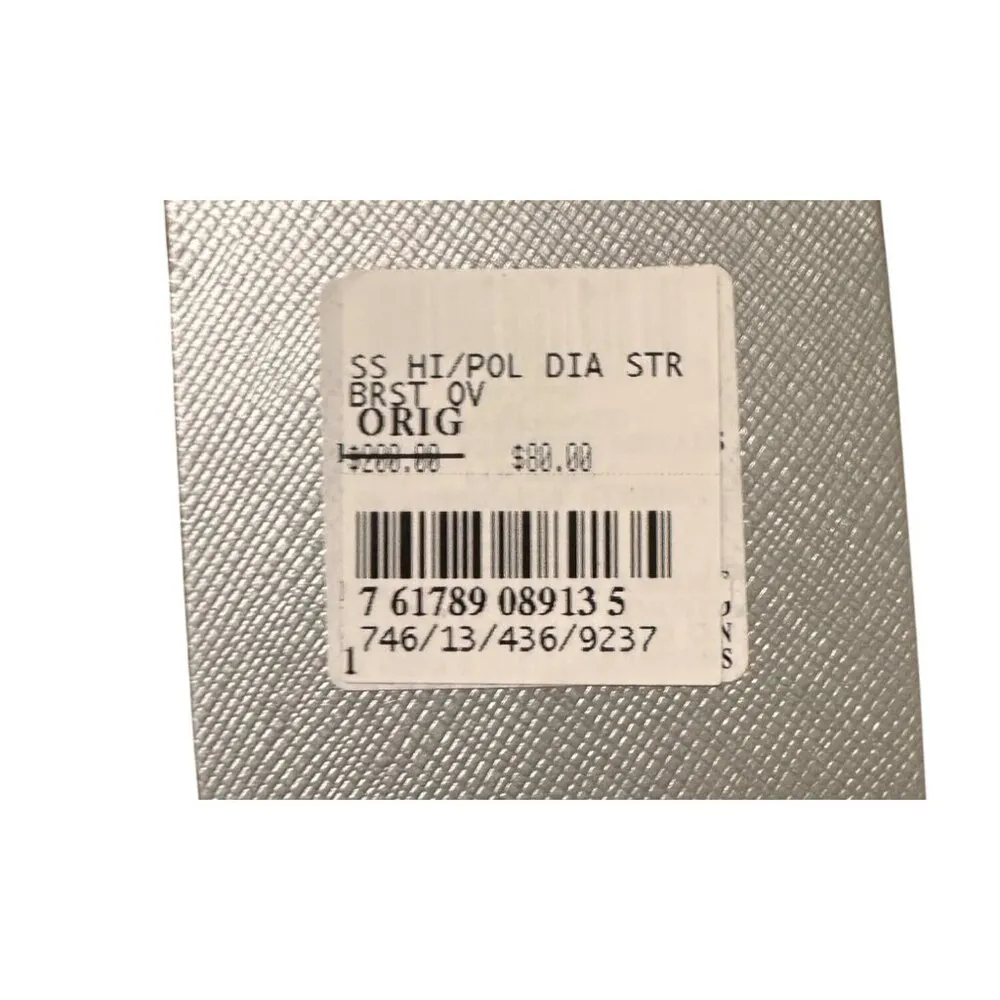 SS HI/POL DIA STR
BRST OV
ORIG
$200.00 $80.00
7 61789 08913 5
746/13/436/9237
1
N
S